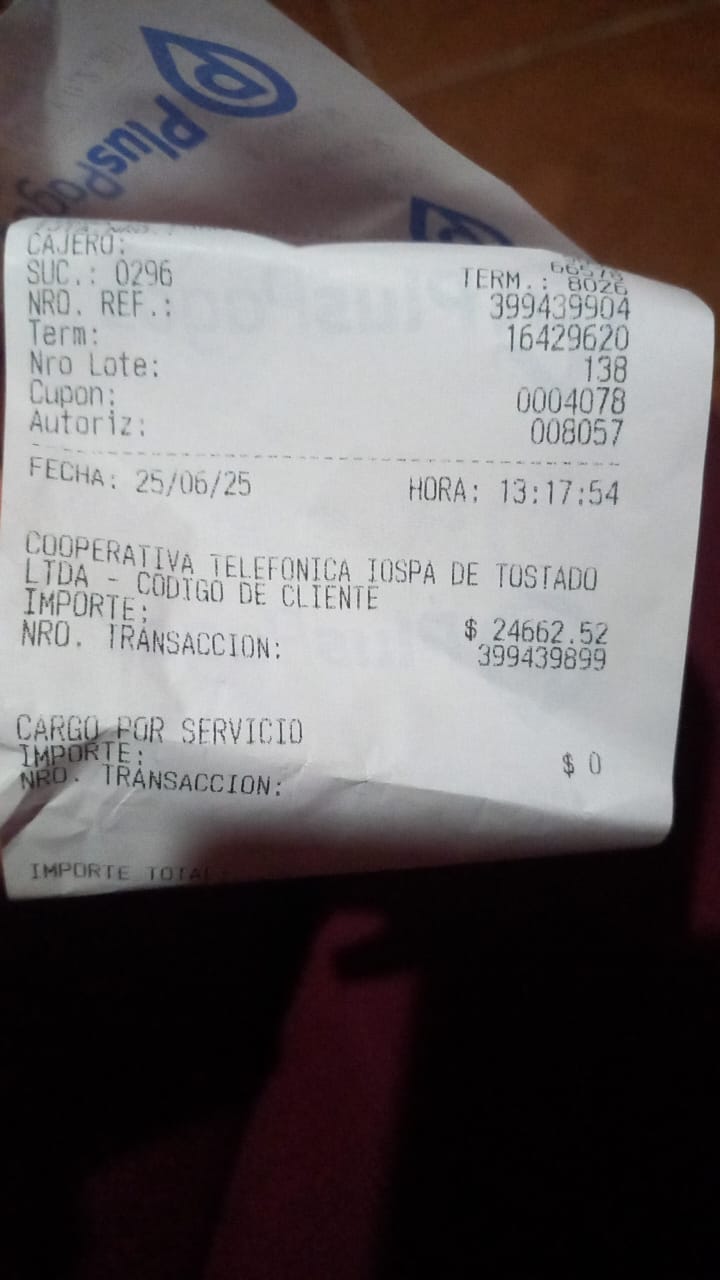 PlusPago
CAJERO:
SUC.: 0296 TERM.: 8026
NRO. REF.: 399439904
Term: 16429620
Nro Lote: 138
Cupon: 0004078
Autoriz: 008057
FECHA: 25/06/25 HORA: 13:17:54
COOPERATIVA TELEFONICA IOSPA DE TOSTADO
LTDA - CODIGO DE CLIENTE
IMPORTE: $ 24662.52
NRO. TRANSACCION: 399439899
CARGO POR SERVICIO
IMPORTE: $ 0
NRO. TRANSACCION:
IMPORTE TOTAL